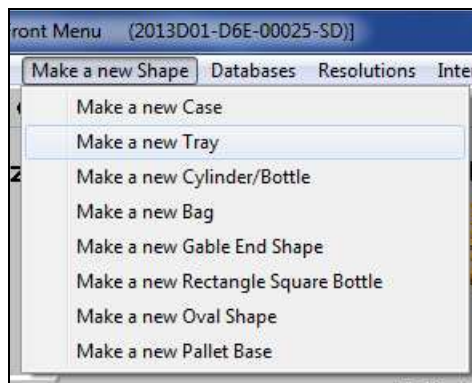 ront Menu (2013D01-D6E-00025-SD)]
Make a new Shape Databases Resolutions Inte
Make a new Case
Make a new Tray
Make a new Cylinder/Bottle
Make a new Bag
Make a new Gable End Shape
Make a new Rectangle Square Bottle
Make a new Oval Shape
Make a new Pallet Base